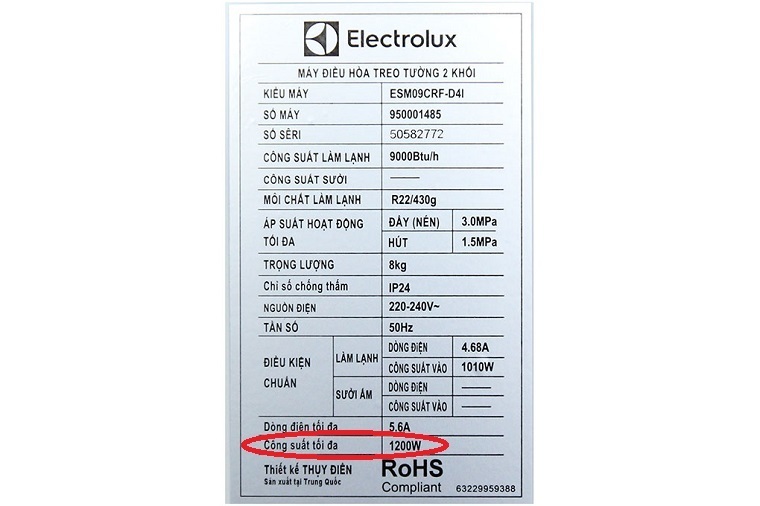 Electrolux
MÁY ĐIỀU HÒA TREO TƯỜNG 2 KHỐI
KIỂU MÁY ESM09CRF-D4I
SỐ MÁY 950001485
SỐ SÊRI 50582772
CÔNG SUẤT LÀM LẠNH 9000Btu/h
CÔNG SUẤT SƯỞI ——
MÔI CHẤT LÀM LẠNH R22/430g
ÁP SUẤT HOẠT ĐỘNG TỐI ĐA ĐẨY (NÉN) 3.0MPa
HÚT 1.5MPa
TRỌNG LƯỢNG 8kg
Chỉ số chống thấm IP24
NGUỒN ĐIỆN 220-240V~
TẦN SỐ 50Hz
ĐIỀU KIỆN CHUẨN LÀM LẠNH DÒNG ĐIỆN 4.68A
CÔNG SUẤT VÀO 1010W
SƯỞI ẤM DÒNG ĐIỆN ——
CÔNG SUẤT VÀO ——
Dòng điện tối đa 5.6A
Công suất tối đa 1200W
Thiết kế THỤY ĐIỂN RoHS
Sản xuất tại Trung Quốc Compliant 63229959388